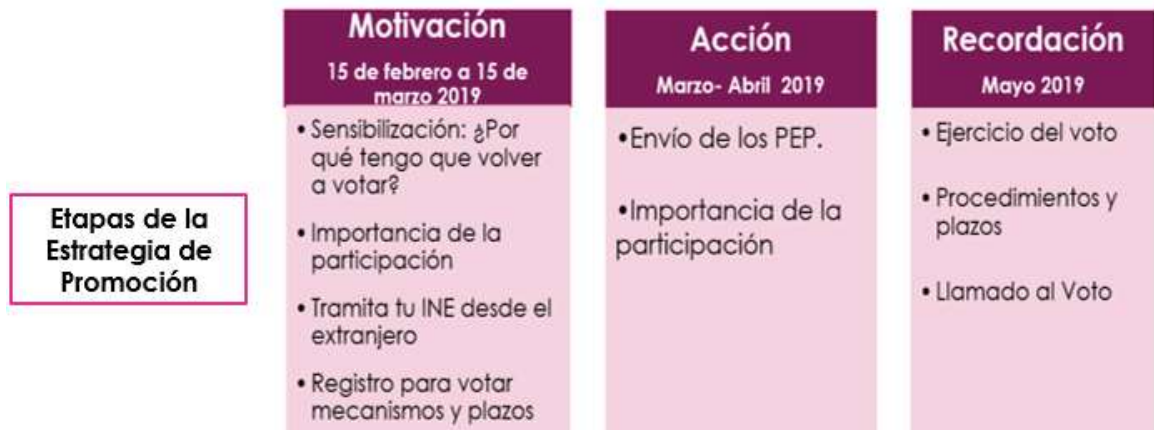 Etapas de la
Estrategia de
Promoción
Motivación
15 de febrero a 15 de
marzo 2019
• Sensibilización: ¿Por
qué tengo que volver
a votar?
• Importancia de la
participación
• Tramita tu INE desde el
extranjero
• Registro para votar
mecanismos y plazos
Acción
Marzo- Abril 2019
•Envío de los PEP.
•Importancia de la
participación
Recordación
Mayo 2019
• Ejercicio del voto
• Procedimientos y
plazos
• Llamado al Voto